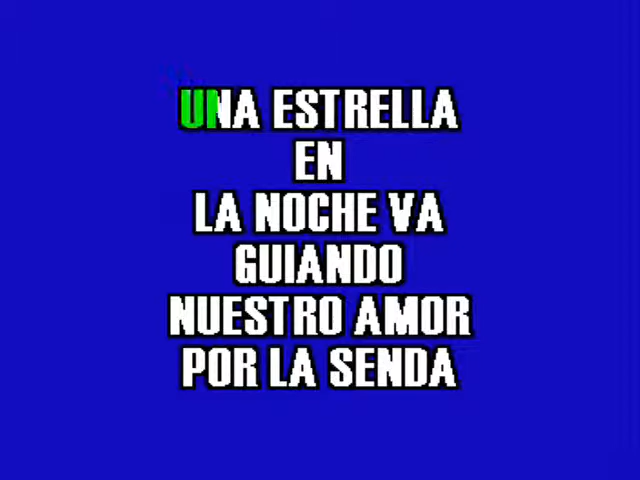 UNA ESTRELLA
EN
LA NOCHE VA
GUIANDO
NUESTRO AMOR
POR LA SENDA